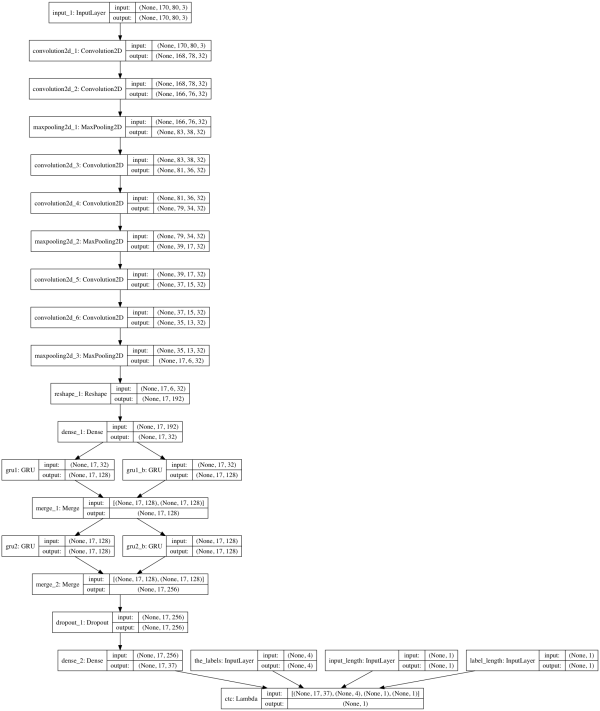 input_1: InputLayer input: (None, 170, 80, 3)
output: (None, 170, 80, 3)
convolution2d_1: Convolution2D input: (None, 170, 80, 3)
output: (None, 168, 78, 32)
convolution2d_2: Convolution2D input: (None, 168, 78, 32)
output: (None, 166, 76, 32)
maxpooling2d_1: MaxPooling2D input: (None, 166, 76, 32)
output: (None, 83, 38, 32)
convolution2d_3: Convolution2D input: (None, 83, 38, 32)
output: (None, 81, 36, 32)
convolution2d_4: Convolution2D input: (None, 81, 36, 32)
output: (None, 79, 34, 32)
maxpooling2d_2: MaxPooling2D input: (None, 79, 34, 32)
output: (None, 39, 17, 32)
convolution2d_5: Convolution2D input: (None, 39, 17, 32)
output: (None, 37, 15, 32)
convolution2d_6: Convolution2D input: (None, 37, 15, 32)
output: (None, 35, 13, 32)
maxpooling2d_3: MaxPooling2D input: (None, 35, 13, 32)
output: (None, 17, 6, 32)
reshape_1: Reshape input: (None, 17, 6, 32)
output: (None, 17, 192)
dense_1: Dense input: (None, 17, 192)
output: (None, 17, 32)
gru1: GRU input: (None, 17, 32)
output: (None, 17, 128)
gru1_b: GRU input: (None, 17, 32)
output: (None, 17, 128)
merge_1: Merge input: [(None, 17, 128), (None, 17, 128)]
output: (None, 17, 128)
gru2: GRU input: (None, 17, 128)
output: (None, 17, 128)
gru2_b: GRU input: (None, 17, 128)
output: (None, 17, 128)
merge_2: Merge input: [(None, 17, 128), (None, 17, 128)]
output: (None, 17, 256)
dropout_1: Dropout input: (None, 17, 256)
output: (None, 17, 256)
dense_2: Dense input: (None, 17, 256)
output: (None, 17, 37)
the_labels: InputLayer input: (None, 4)
output: (None, 4)
input_length: InputLayer input: (None, 1)
output: (None, 1)
label_length: InputLayer input: (None, 1)
output: (None, 1)
ctc: Lambda input: [(None, 17, 37), (None, 4), (None, 1), (None, 1)]
output: (None, 1)